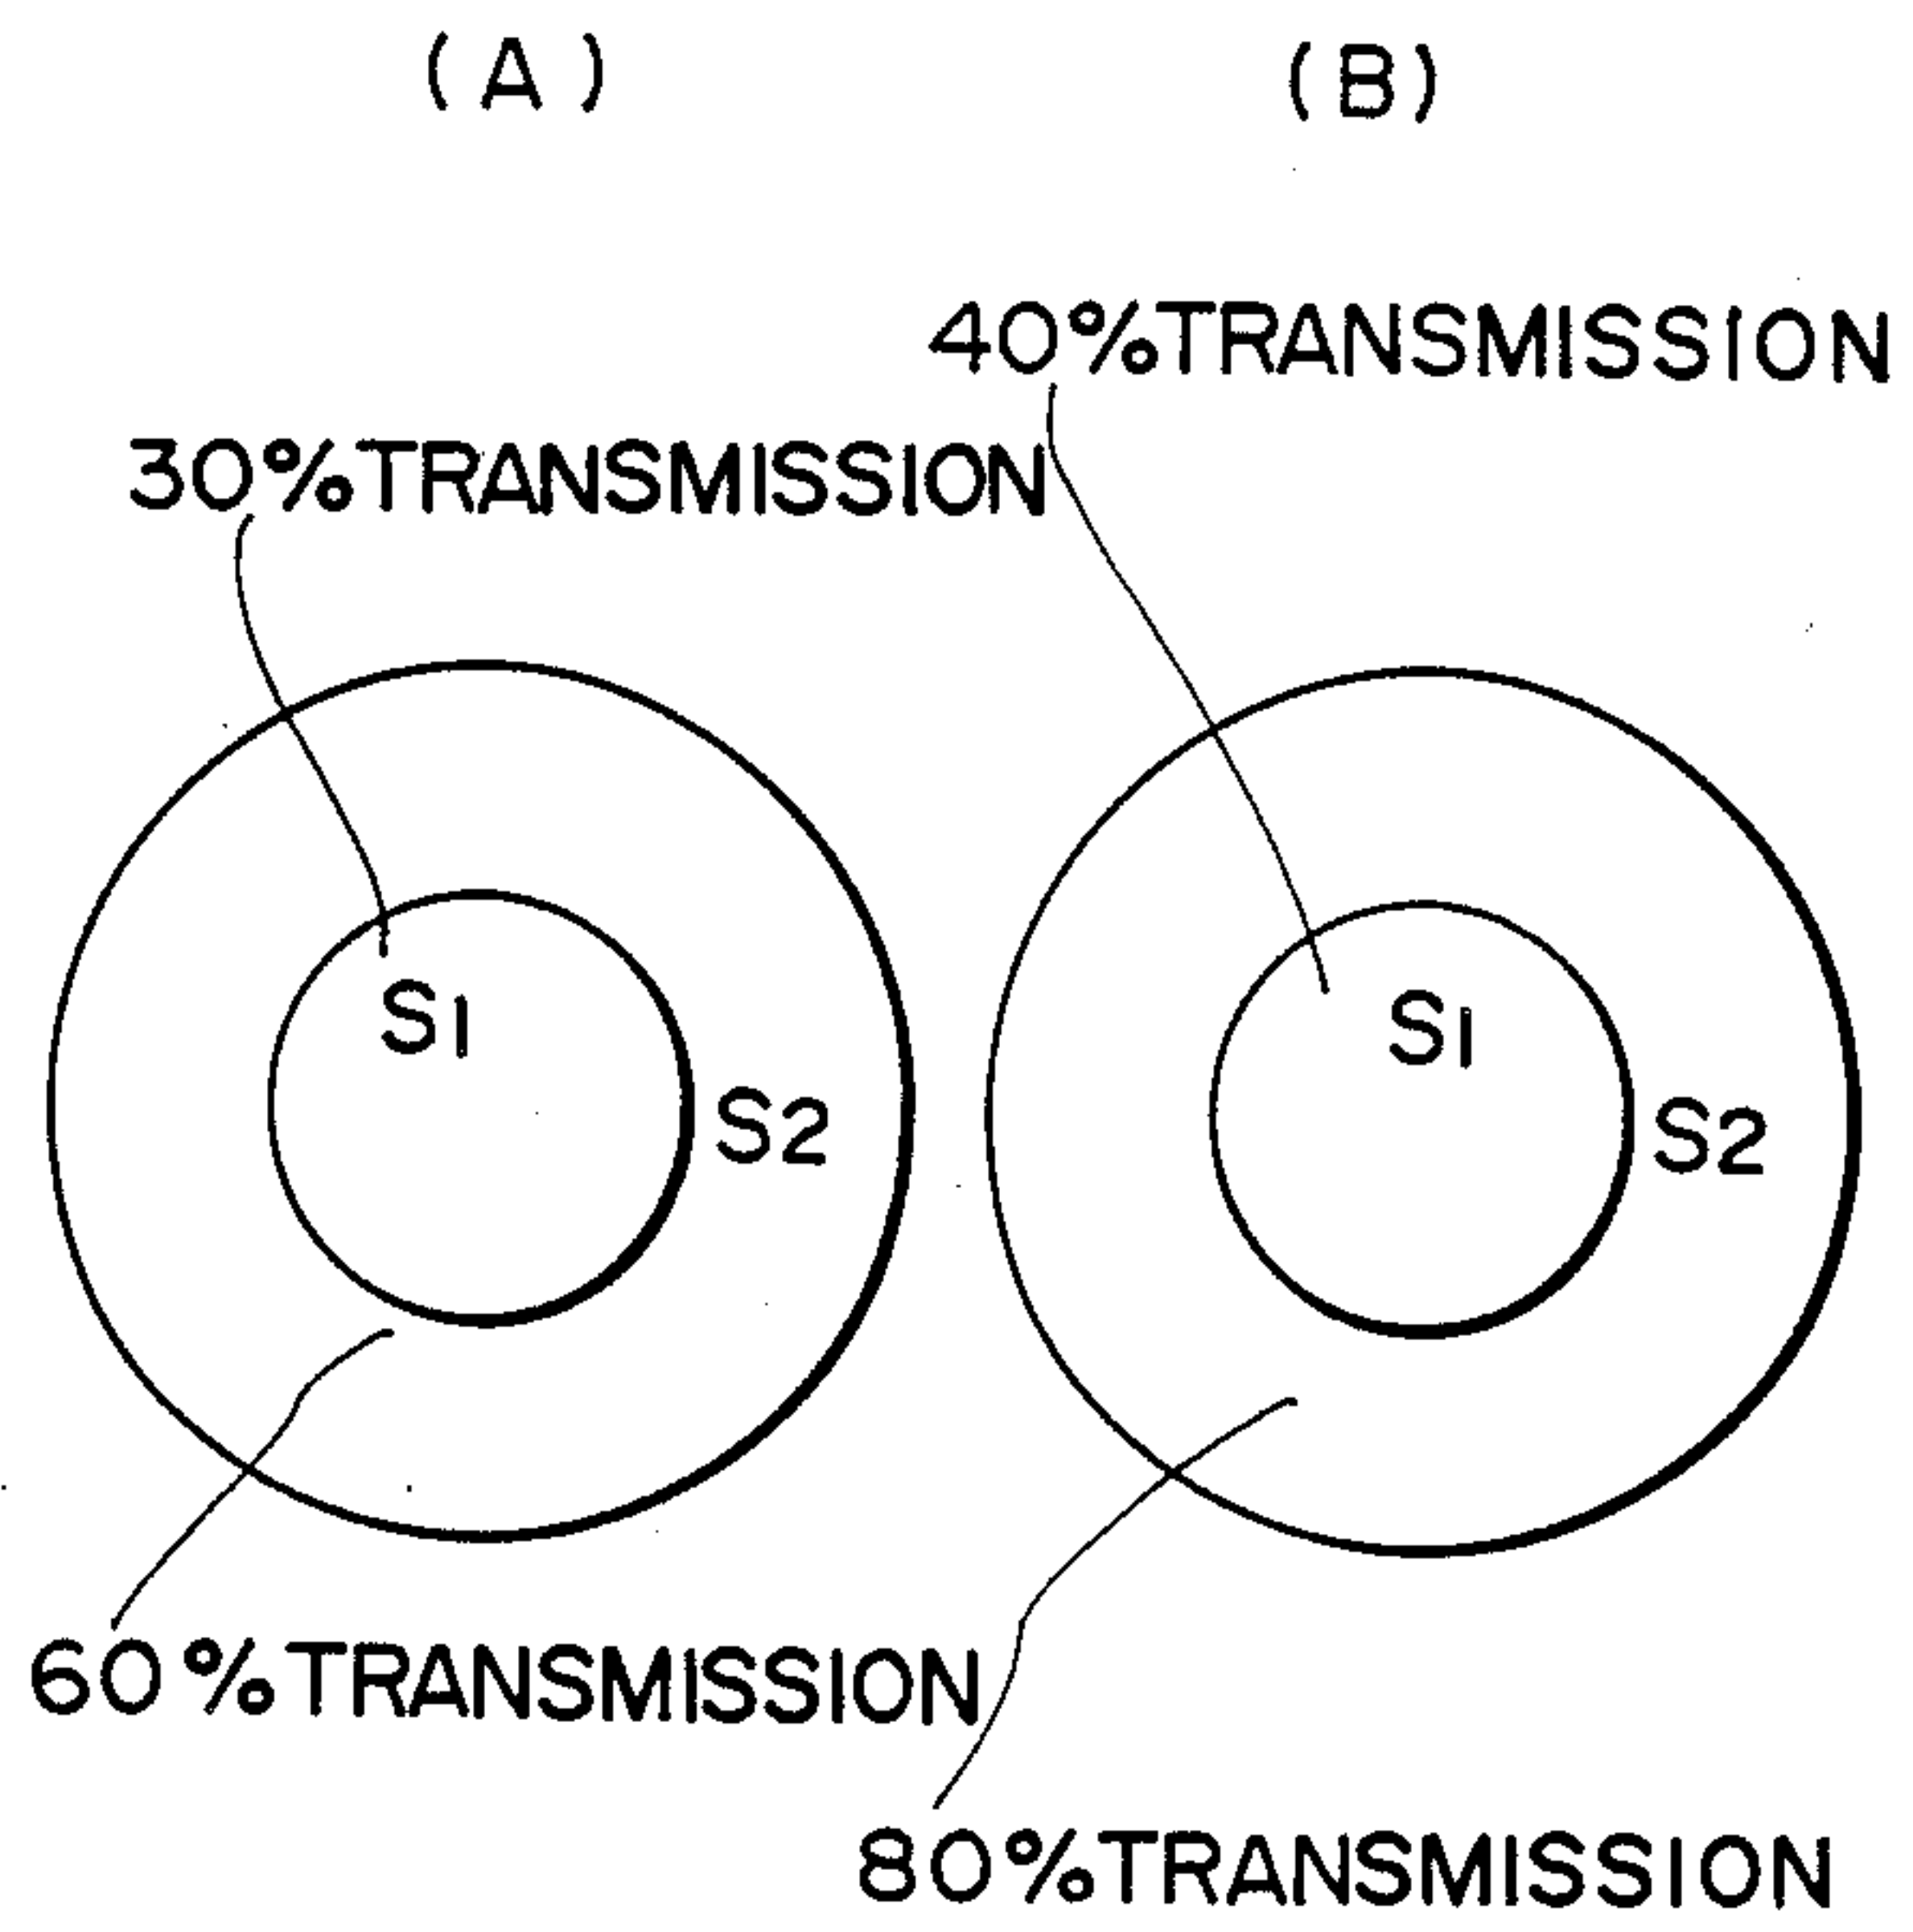 (A)
(B)
40%TRANSMISSION
30%TRANSMISSION
S1
S2
S1
S2
60%TRANSMISSION
80%TRANSMISSION